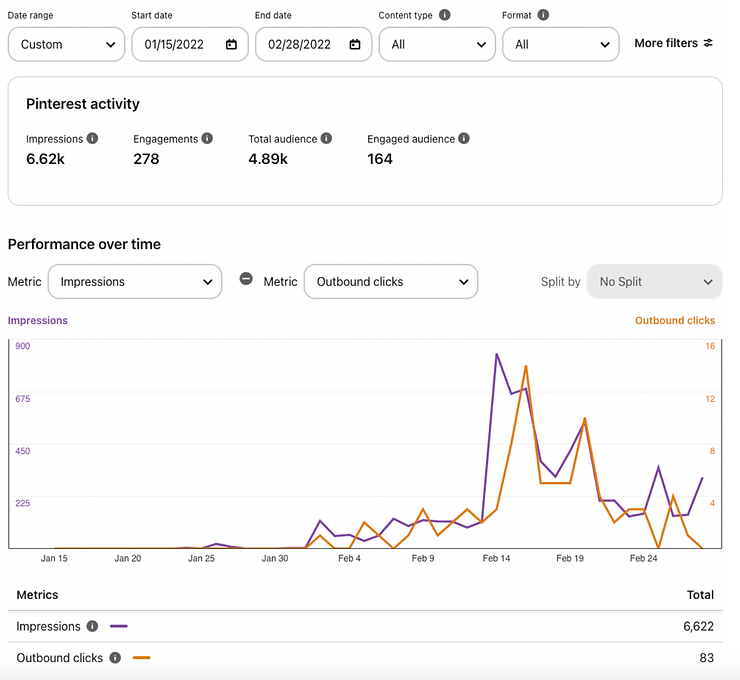 Date range Start date End date Content type Format
Custom 01/15/2022 02/28/2022 All All More filters
Pinterest activity
Impressions Engagements Total audience Engaged audience
6.62k 278 4.89k 164
Performance over time
Metric Impressions Metric Outbound clicks Split by No Split
Impressions Outbound clicks
900 16
675 12
450 8
225 4
Jan 15 Jan 20 Jan 25 Jan 30 Feb 4 Feb 9 Feb 14 Feb 19 Feb 24
Metrics Total
Impressions 6,622
Outbound clicks 83